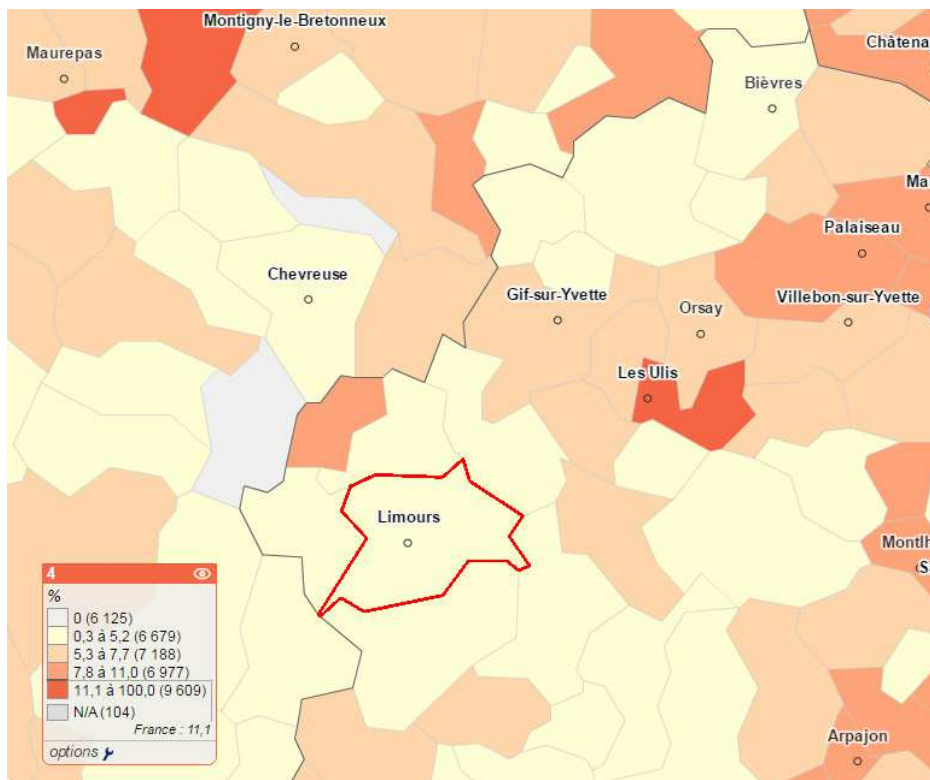 Montigny-le-Bretonneux
Maurepas
Châtena
Bièvres
Ma
Palaiseau
Chevreuse
Gif-sur-Yvette
Villebon-sur-Yvette
Orsay
Les Ulis
Limours
Montlh
S
4
%
0 (6 125)
0,3 à 5,2 (6 679)
5,3 à 7,7 (7 188)
7,8 à 11,0 (6 977)
11,1 à 100,0 (9 609)
N/A (104)
France : 11,1
options
Arpajon